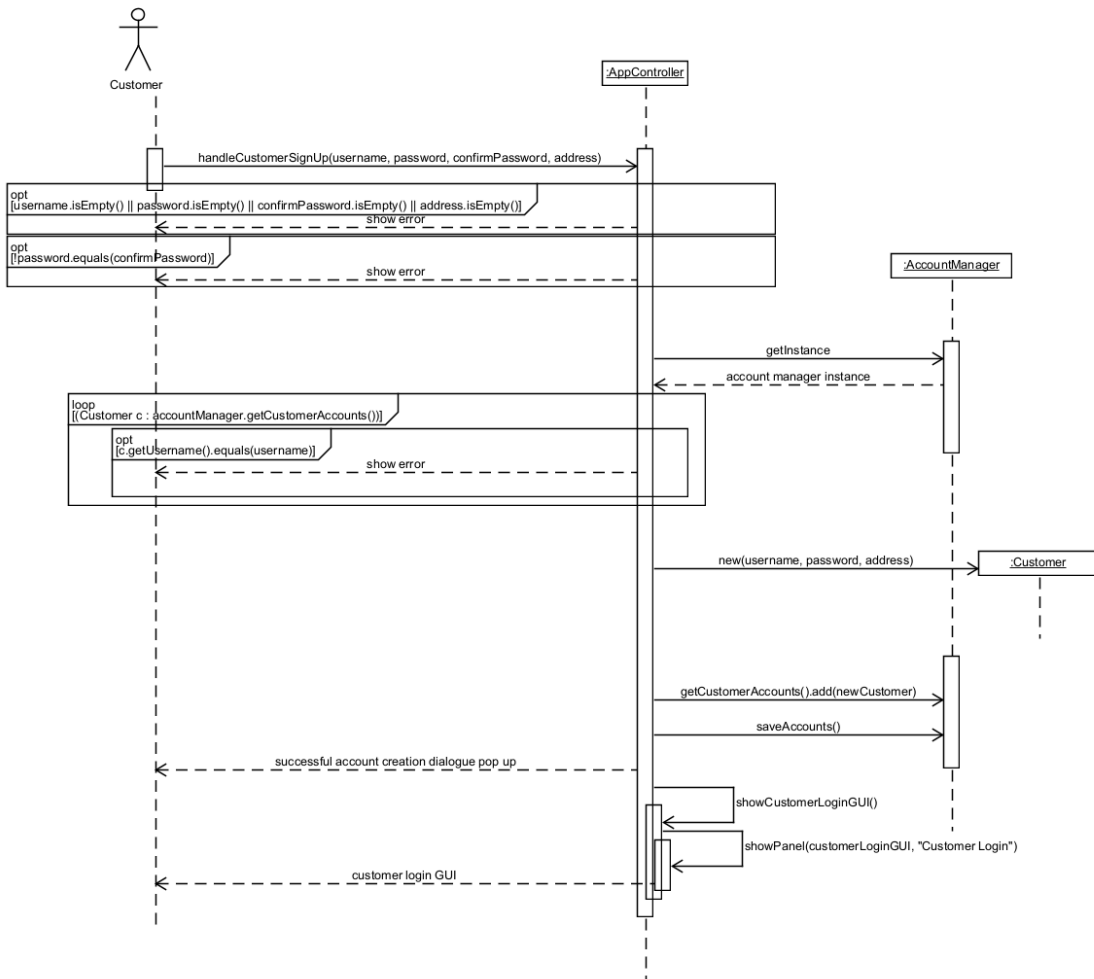 Customer
:AppController
handleCustomerSignUp(username, password, confirmPassword, address)
opt
[username.isEmpty() || password.isEmpty() || confirmPassword.isEmpty() || address.isEmpty()]
show error
opt
[!password.equals(confirmPassword)]
show error
:AccountManager
getInstance
account manager instance
loop
[(Customer c : accountManager.getCustomerAccounts())]
opt
[c.getUsername().equals(username)]
show error
new(username, password, address)
:Customer
getCustomerAccounts().add(newCustomer)
saveAccounts()
successful account creation dialogue pop up
showCustomerLoginGUI()
showPanel(customerLoginGUI, "Customer Login")
customer login GUI